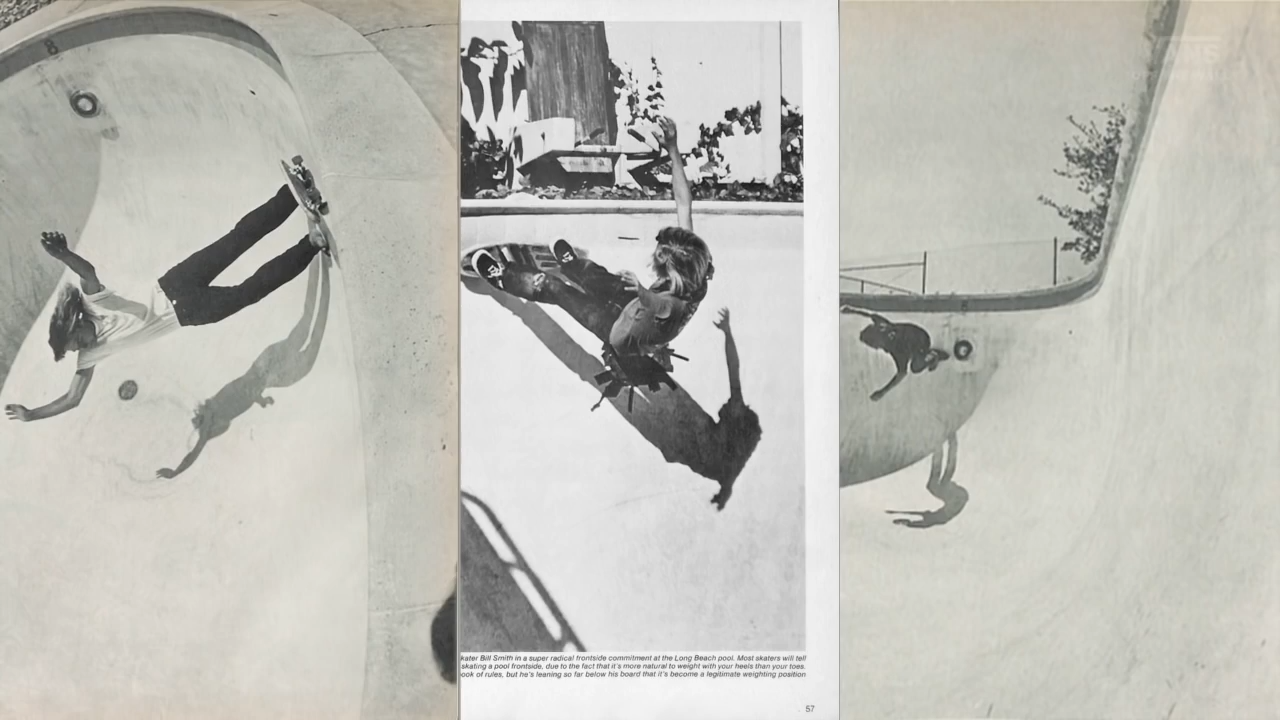 8
kater Bill Smith in a super radical frontside commitment at the Long Beach pool. Most skaters will tell
skating a pool frontside, due to the fact that it's more natural to weight with your heels than your toes.
ook of rules, but he's leaning so far below his board that it's become a legitimate weighting position
57